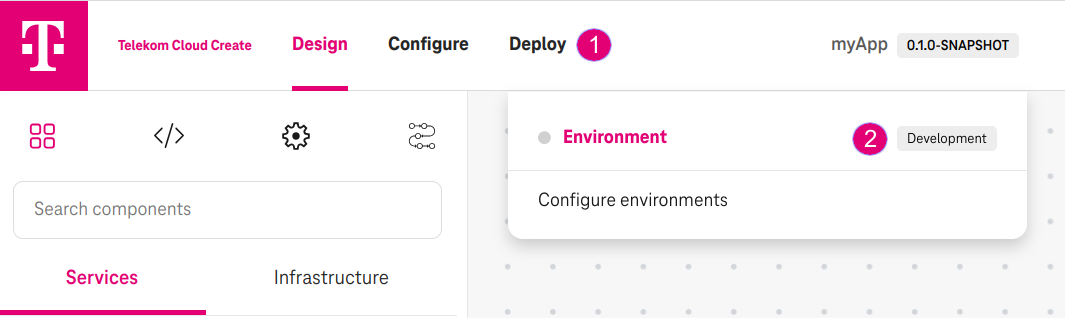 T Telekom Cloud Create Design Configure Deploy 1 myApp 0.1.0-SNAPSHOT
</>
Environment 2 Development
Search components
Configure environments
Services Infrastructure